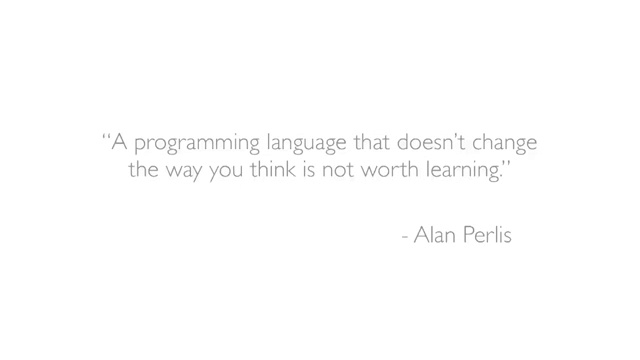 “A programming language that doesn’t change
the way you think is not worth learning.”
- Alan Perlis